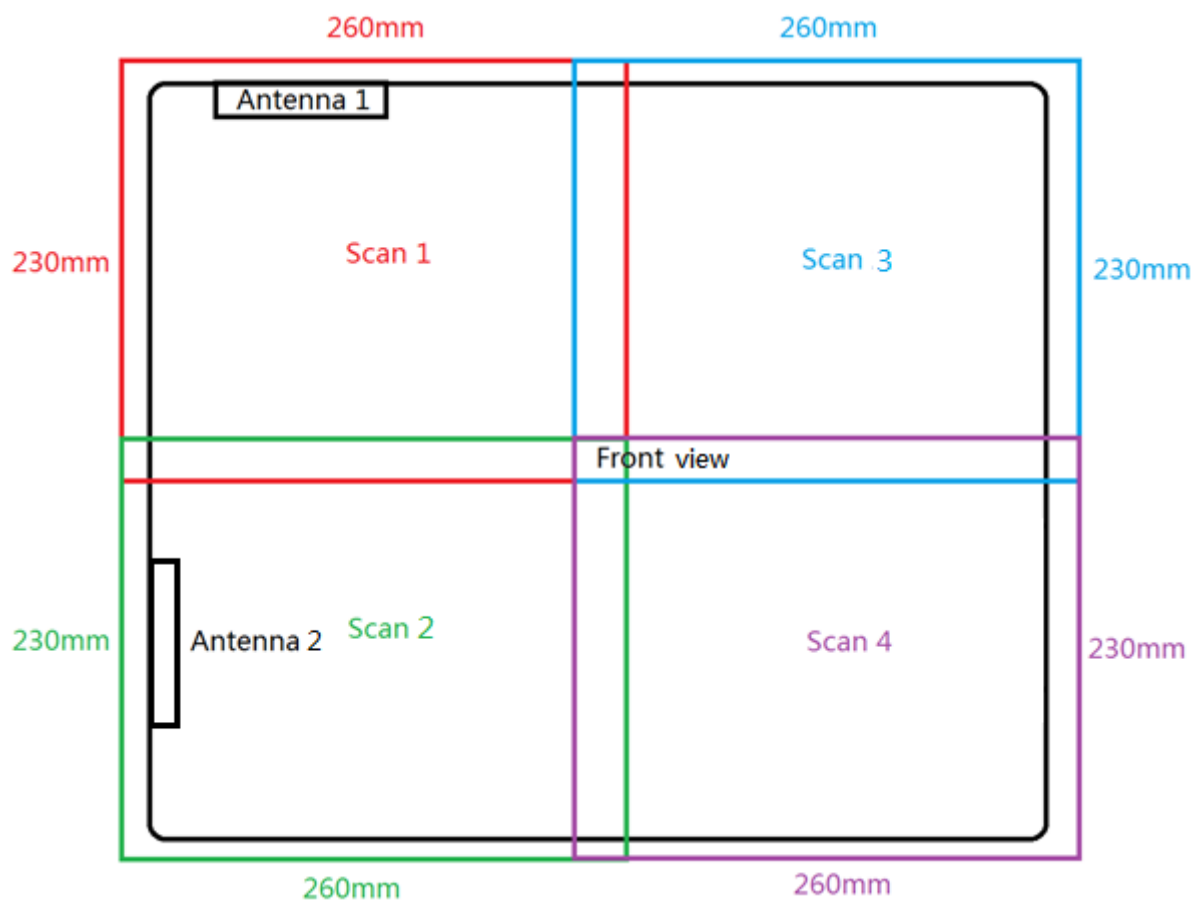 260mm
260mm
Antenna 1
Scan 1
Scan 3
230mm
230mm
Front view
Antenna 2
Scan 2
Scan 4
230mm
230mm
260mm
260mm